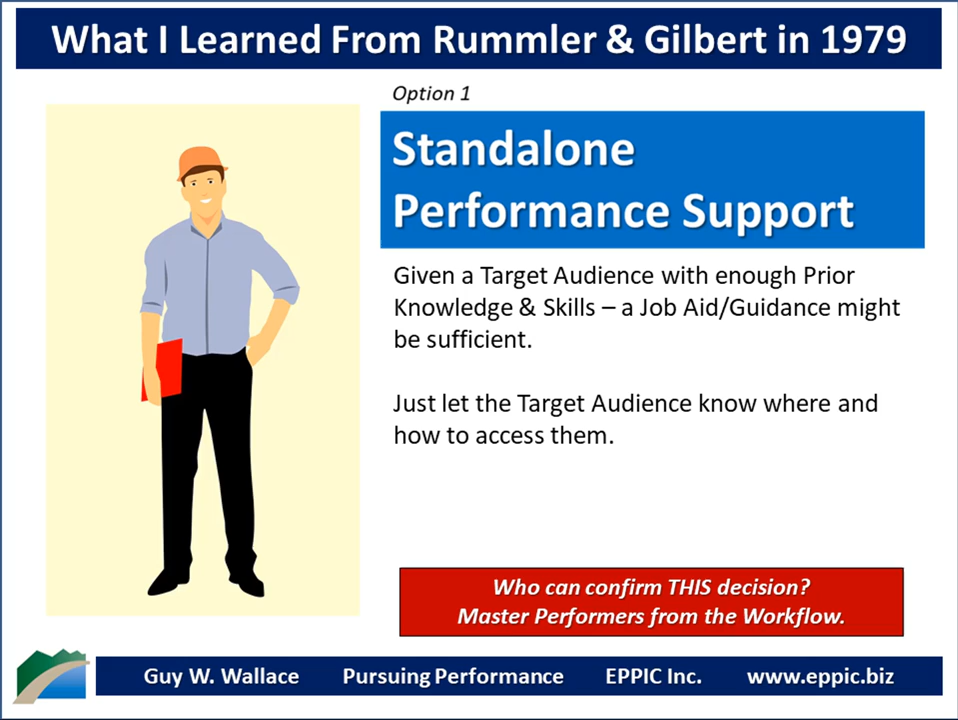 What I Learned From Rummler & Gilbert in 1979
Option 1
Standalone
Performance Support
Given a Target Audience with enough Prior
Knowledge & Skills – a Job Aid/Guidance might
be sufficient.
Just let the Target Audience know where and
how to access them.
Who can confirm THIS decision?
Master Performers from the Workflow.
Guy W. Wallace Pursuing Performance EPPIC Inc. www.eppic.biz